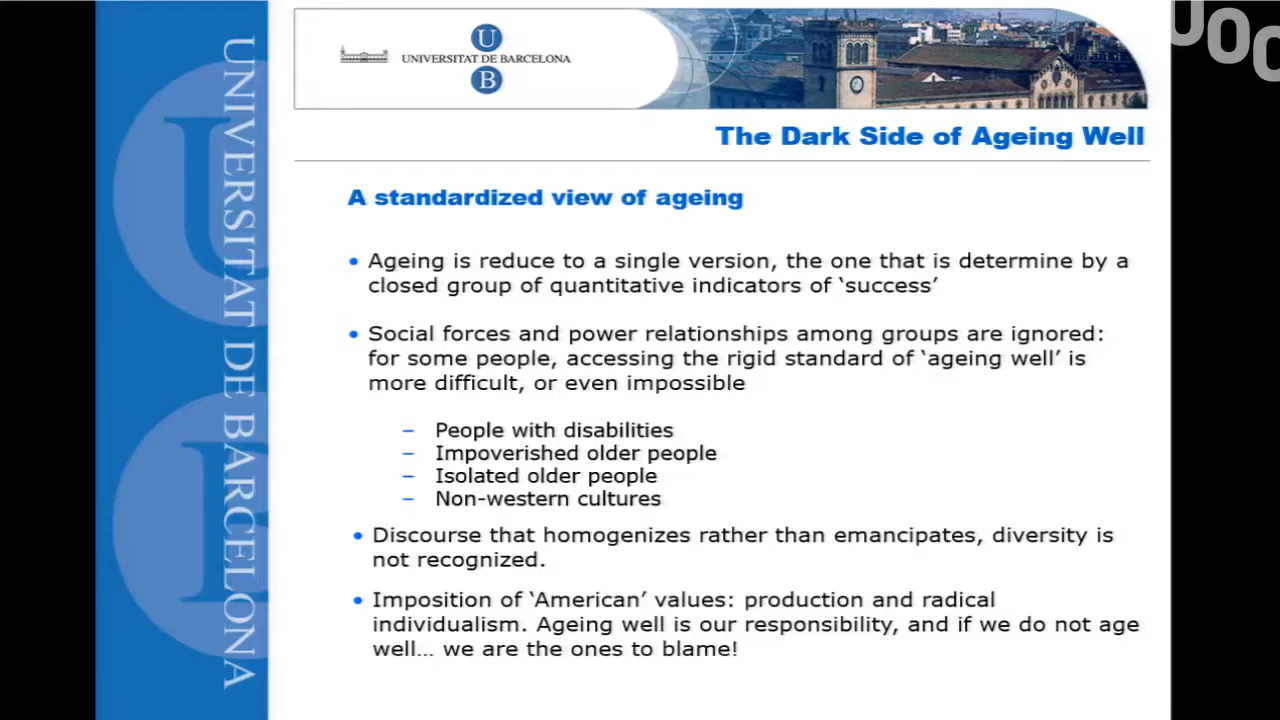 UNIVERSITAT DE BARCELONA
U
UNIVERSITAT DE BARCELONA
B
UOC
The Dark Side of Ageing Well
A standardized view of ageing
• Ageing is reduce to a single version, the one that is determine by a
closed group of quantitative indicators of ‘success’
• Social forces and power relationships among groups are ignored:
for some people, accessing the rigid standard of ‘ageing well’ is
more difficult, or even impossible
– People with disabilities
– Impoverished older people
– Isolated older people
– Non-western cultures
• Discourse that homogenizes rather than emancipates, diversity is
not recognized.
• Imposition of ‘American’ values: production and radical
individualism. Ageing well is our responsibility, and if we do not age
well… we are the ones to blame!